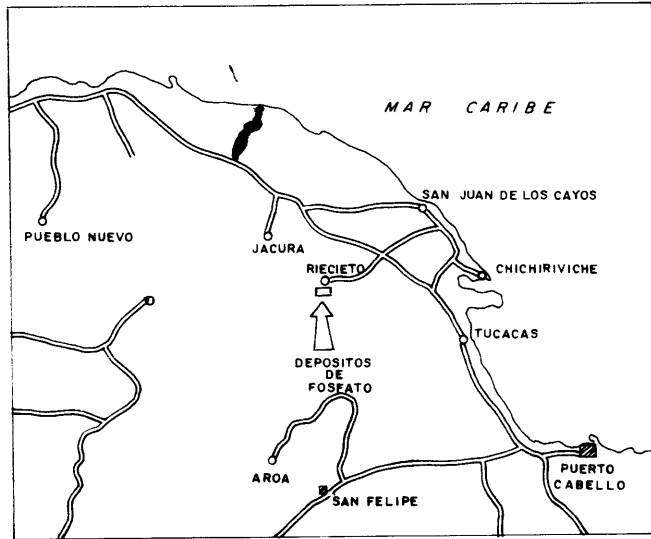 MAR CARIBE
SAN JUAN DE LOS CAYOS
PUEBLO NUEVO
JACURA
RIECIETO
CHICHIRIVICHE
TUCACAS
DEPOSITOS
DE
FOSFATO
AROA
SAN FELIPE
PUERTO
CABELLO